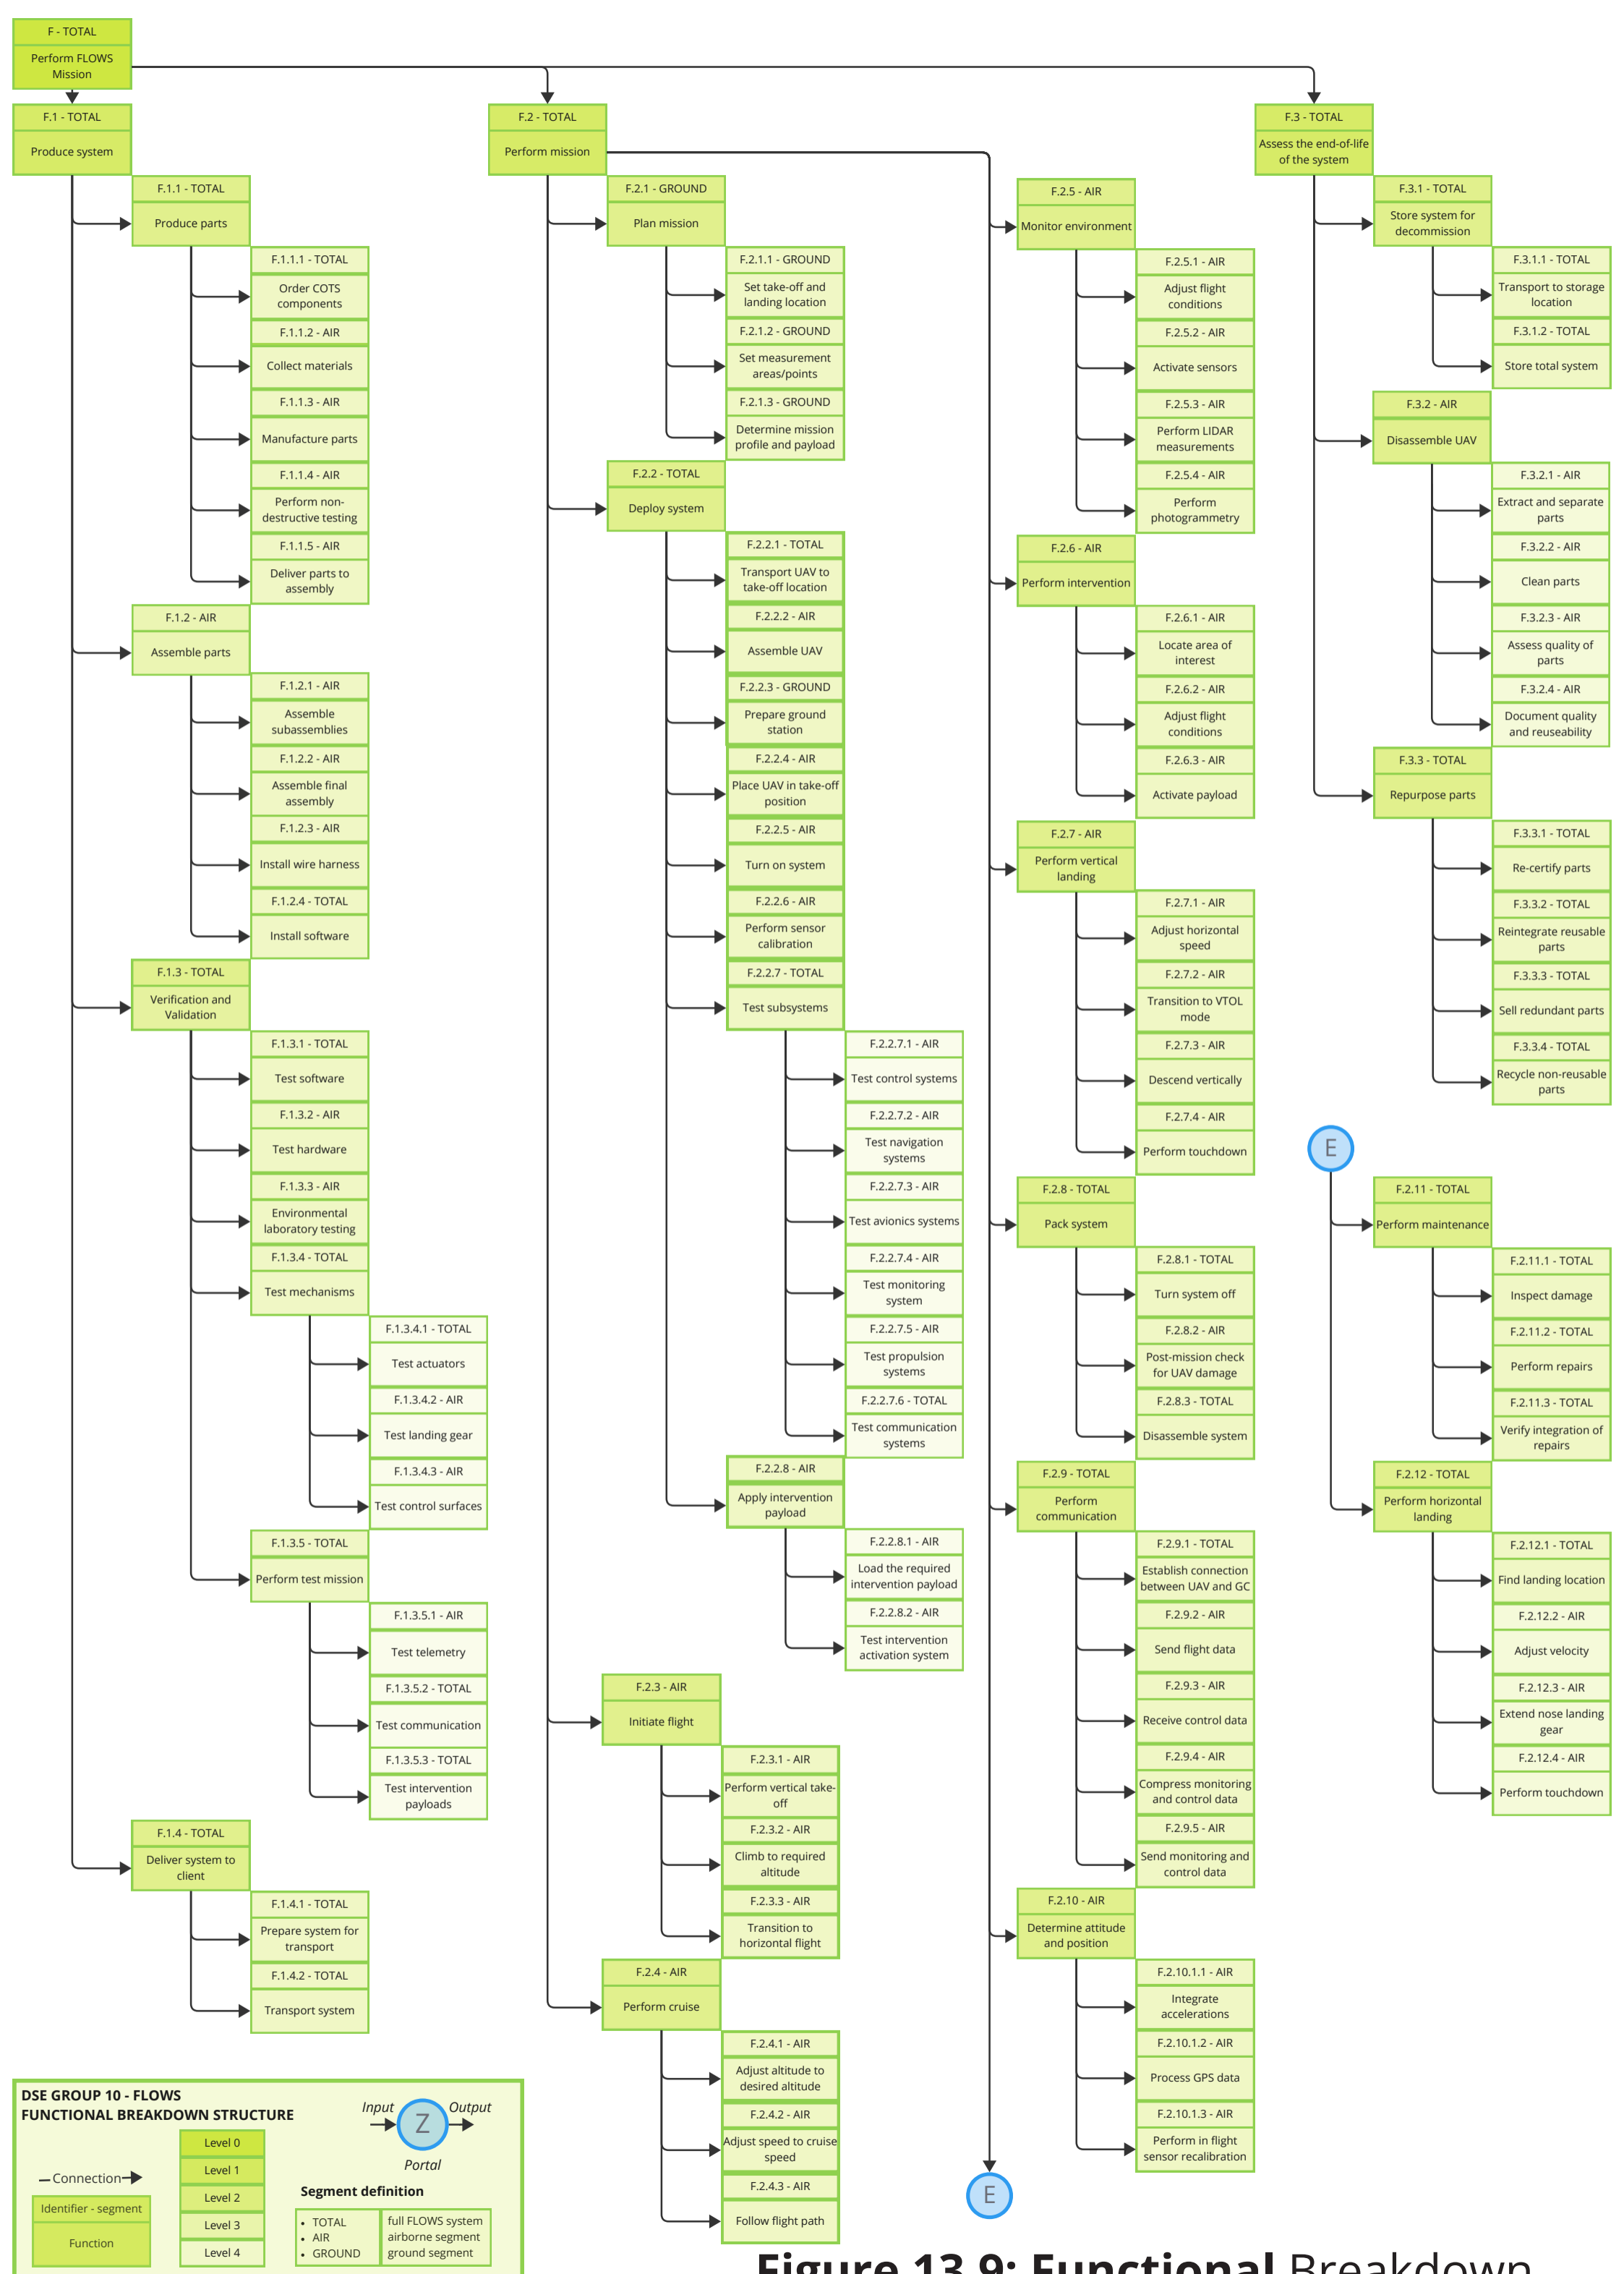 F - TOTAL
Perform FLOWS
Mission
F.1 - TOTAL
Produce system
F.1.1 - TOTAL
Produce parts
F.1.1.1 - TOTAL
Order COTS
components
F.1.1.2 - AIR
Collect materials
F.1.1.3 - AIR
Manufacture parts
F.1.1.4 - AIR
Perform non-
destructive testing
F.1.1.5 - AIR
Deliver parts to
assembly
F.1.2 - AIR
Assemble parts
F.1.2.1 - AIR
Assemble
subassemblies
F.1.2.2 - AIR
Assemble final
assembly
F.1.2.3 - AIR
Install wire harness
F.1.2.4 - TOTAL
Install software
F.1.3 - TOTAL
Verification and
Validation
F.1.3.1 - TOTAL
Test software
F.1.3.2 - AIR
Test hardware
F.1.3.3 - AIR
Environmental
laboratory testing
F.1.3.4 - TOTAL
Test mechanisms
F.1.3.4.1 - TOTAL
Test actuators
F.1.3.4.2 - AIR
Test landing gear
F.1.3.4.3 - AIR
Test control surfaces
F.1.3.5 - TOTAL
Perform test mission
F.1.3.5.1 - AIR
Test telemetry
F.1.3.5.2 - TOTAL
Test communication
F.1.3.5.3 - TOTAL
Test intervention
payloads
F.1.4 - TOTAL
Deliver system to
client
F.1.4.1 - TOTAL
Prepare system for
transport
F.1.4.2 - TOTAL
Transport system
F.2 - TOTAL
Perform mission
F.2.1 - GROUND
Plan mission
F.2.1.1 - GROUND
Set take-off and
landing location
F.2.1.2 - GROUND
Set measurement
areas/points
F.2.1.3 - GROUND
Determine mission
profile and payload
F.2.2 - TOTAL
Deploy system
F.2.2.1 - TOTAL
Transport UAV to
take-off location
F.2.2.2 - AIR
Assemble UAV
F.2.2.3 - GROUND
Prepare ground
station
F.2.2.4 - AIR
Place UAV in take-off
position
F.2.2.5 - AIR
Turn on system
F.2.2.6 - AIR
Perform sensor
calibration
F.2.2.7 - TOTAL
Test subsystems
F.2.2.7.1 - AIR
Test control systems
F.2.2.7.2 - AIR
Test navigation
systems
F.2.2.7.3 - AIR
Test avionics systems
F.2.2.7.4 - AIR
Test monitoring
system
F.2.2.7.5 - AIR
Test propulsion
systems
F.2.2.7.6 - TOTAL
Test communication
systems
F.2.2.8 - AIR
Apply intervention
payload
F.2.2.8.1 - AIR
Load the required
intervention payload
F.2.2.8.2 - AIR
Test intervention
activation system
F.2.3 - AIR
Initiate flight
F.2.3.1 - AIR
Perform vertical take-
off
F.2.3.2 - AIR
Climb to required
altitude
F.2.3.3 - AIR
Transition to
horizontal flight
F.2.4 - AIR
Perform cruise
F.2.4.1 - AIR
Adjust altitude to
desired altitude
F.2.4.2 - AIR
Adjust speed to cruise
speed
F.2.4.3 - AIR
Follow flight path
F.2.5 - AIR
Monitor environment
F.2.5.1 - AIR
Adjust flight
conditions
F.2.5.2 - AIR
Activate sensors
F.2.5.3 - AIR
Perform LIDAR
measurements
F.2.5.4 - AIR
Perform
photogrammetry
F.2.6 - AIR
Perform intervention
F.2.6.1 - AIR
Locate area of
interest
F.2.6.2 - AIR
Adjust flight
conditions
F.2.6.3 - AIR
Activate payload
F.2.7 - AIR
Perform vertical
landing
F.2.7.1 - AIR
Adjust horizontal
speed
F.2.7.2 - AIR
Transition to VTOL
mode
F.2.7.3 - AIR
Descend vertically
F.2.7.4 - AIR
Perform touchdown
F.2.8 - TOTAL
Pack system
F.2.8.1 - TOTAL
Turn system off
F.2.8.2 - AIR
Post-mission check
for UAV damage
F.2.8.3 - TOTAL
Disassemble system
F.2.9 - TOTAL
Perform
communication
F.2.9.1 - TOTAL
Establish connection
between UAV and GC
F.2.9.2 - AIR
Send flight data
F.2.9.3 - AIR
Receive control data
F.2.9.4 - AIR
Compress monitoring
and control data
F.2.9.5 - AIR
Send monitoring and
control data
F.2.10 - AIR
Determine attitude
and position
F.2.10.1.1 - AIR
Integrate
accelerations
F.2.10.1.2 - AIR
Process GPS data
F.2.10.1.3 - AIR
Perform in flight
sensor recalibration
E
F.3 - TOTAL
Assess the end-of-life
of the system
F.3.1 - TOTAL
Store system for
decommission
F.3.1.1 - TOTAL
Transport to storage
location
F.3.1.2 - TOTAL
Store total system
F.3.2 - AIR
Disassemble UAV
F.3.2.1 - AIR
Extract and separate
parts
F.3.2.2 - AIR
Clean parts
F.3.2.3 - AIR
Assess quality of
parts
F.3.2.4 - AIR
Document quality
and reuseability
F.3.3 - TOTAL
Repurpose parts
F.3.3.1 - TOTAL
Re-certify parts
F.3.3.2 - TOTAL
Reintegrate reusable
parts
F.3.3.3 - TOTAL
Sell redundant parts
F.3.3.4 - TOTAL
Recycle non-reusable
parts
E
F.2.11 - TOTAL
Perform maintenance
F.2.11.1 - TOTAL
Inspect damage
F.2.11.2 - TOTAL
Perform repairs
F.2.11.3 - TOTAL
Verify integration of
repairs
F.2.12 - TOTAL
Perform horizontal
landing
F.2.12.1 - TOTAL
Find landing location
F.2.12.2 - AIR
Adjust velocity
F.2.12.3 - AIR
Extend nose landing
gear
F.2.12.4 - AIR
Perform touchdown
DSE GROUP 10 - FLOWS
FUNCTIONAL BREAKDOWN STRUCTURE
Connection
Identifier - segment
Function
Level 0
Level 1
Level 2
Level 3
Level 4
Input
Z
Output
Portal
Segment definition
• TOTAL full FLOWS system
• AIR airborne segment
• GROUND ground segment
Figure 13.9: Functional Breakdown